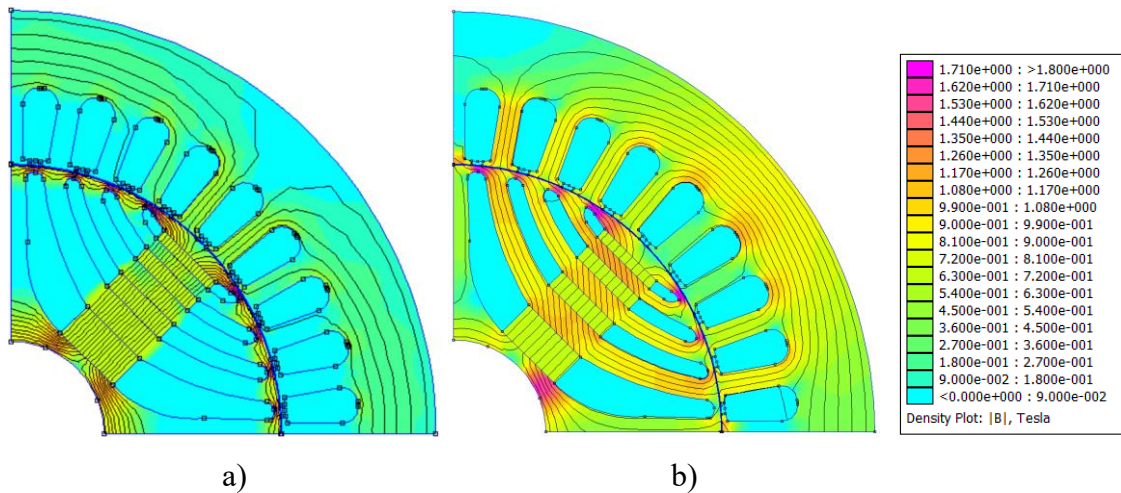 1.710e+000 : >1.800e+000
1.620e+000 : 1.710e+000
1.530e+000 : 1.620e+000
1.440e+000 : 1.530e+000
1.350e+000 : 1.440e+000
1.260e+000 : 1.350e+000
1.170e+000 : 1.260e+000
1.080e+000 : 1.170e+000
9.900e-001 : 1.080e+000
9.000e-001 : 9.900e-001
8.100e-001 : 9.000e-001
7.200e-001 : 8.100e-001
6.300e-001 : 7.200e-001
5.400e-001 : 6.300e-001
4.500e-001 : 5.400e-001
3.600e-001 : 4.500e-001
2.700e-001 : 3.600e-001
1.800e-001 : 2.700e-001
9.000e-002 : 1.800e-001
<0.000e+000 : 9.000e-002
Density Plot: |B|, Tesla
a)
b)